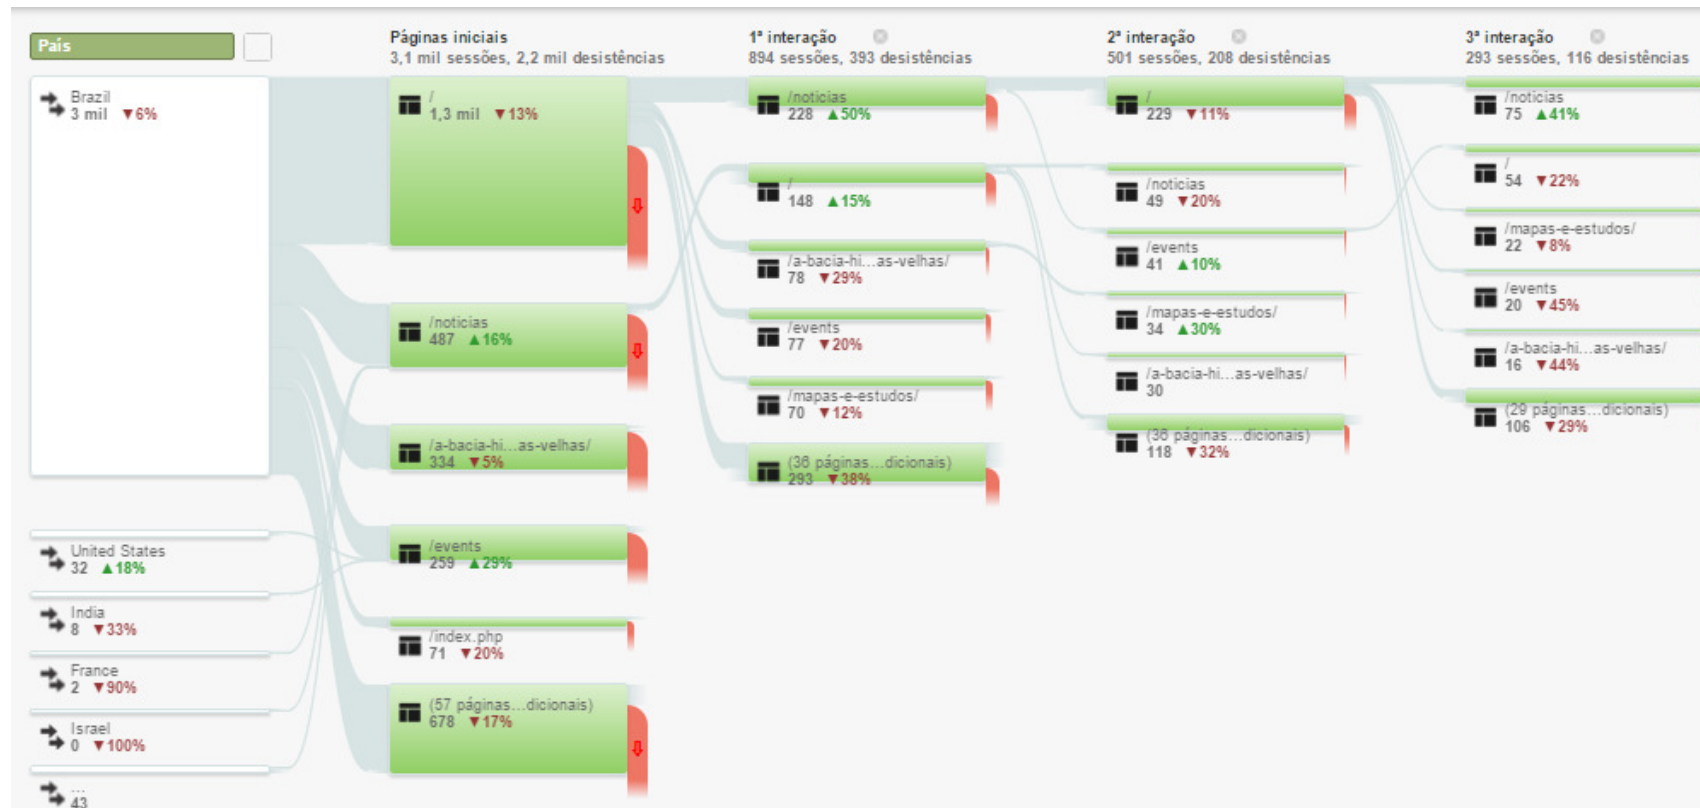 País
Brazil
3 mil ▼6%
United States
32 ▲18%
India
8 ▼33%
France
2 ▼90%
Israel
0 ▼100%
...
43
Páginas iniciais
3,1 mil sessões, 2,2 mil desistências
/
1,3 mil ▼13%
/noticias
487 ▲16%
/a-bacia-hi...as-velhas/
334 ▼5%
/events
259 ▲29%
/index.php
71 ▼20%
(57 páginas...dicionais)
678 ▼17%
1ª interação
894 sessões, 393 desistências
/noticias
228 ▲50%
/
148 ▲15%
/a-bacia-hi...as-velhas/
78 ▼29%
/events
77 ▼20%
/mapas-e-estudos/
70 ▼12%
(36 páginas...dicionais)
293 ▼38%
2ª interação
501 sessões, 208 desistências
/
229 ▼11%
/noticias
49 ▼20%
/events
41 ▲10%
/mapas-e-estudos/
34 ▲30%
/a-bacia-hi...as-velhas/
30
(36 páginas...dicionais)
118 ▼32%
3ª interação
293 sessões, 116 desistências
/noticias
75 ▲41%
/
54 ▼22%
/mapas-e-estudos/
22 ▼8%
/events
20 ▼45%
/a-bacia-hi...as-velhas/
16 ▼44%
(29 páginas...dicionais)
106 ▼29%